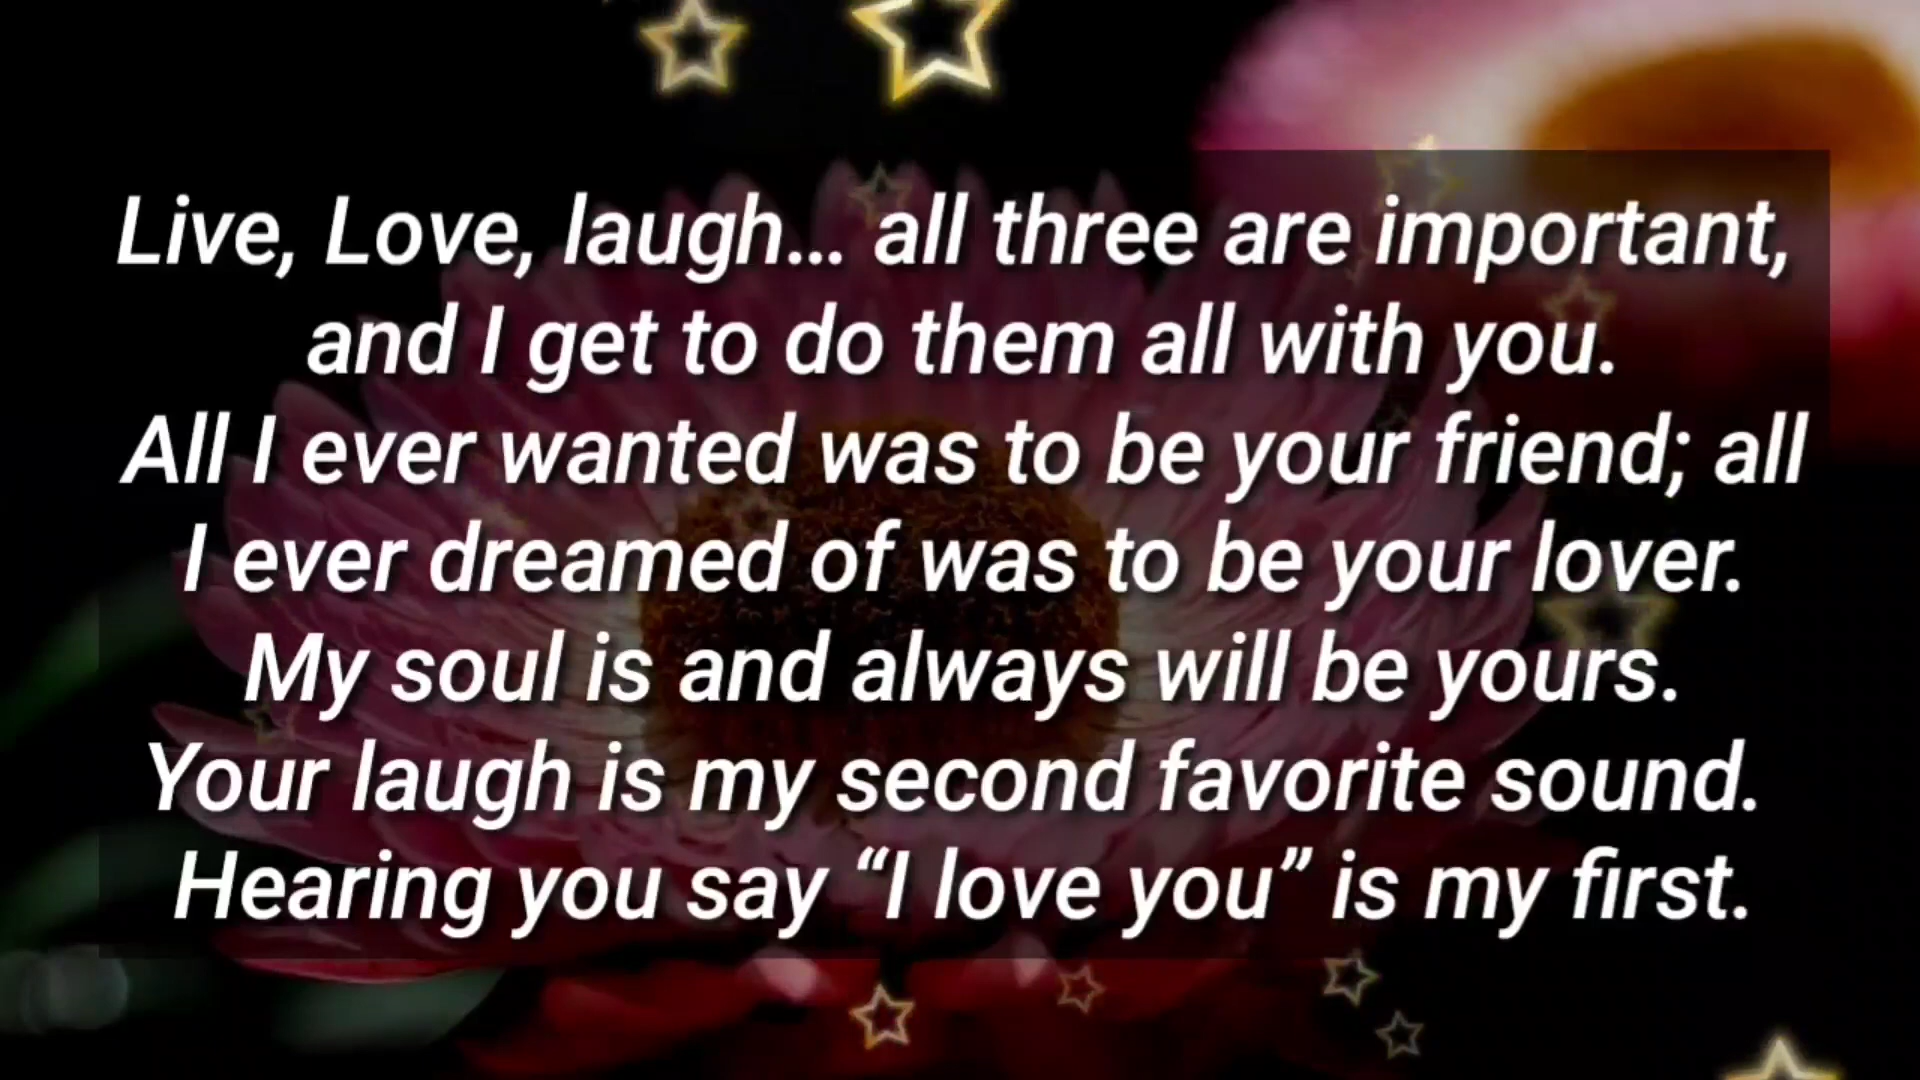 Live, Love, laugh... all three are important,
and I get to do them all with you.
All I ever wanted was to be your friend; all
I ever dreamed of was to be your lover.
My soul is and always will be yours.
Your laugh is my second favorite sound.
Hearing you say “I love you” is my first.